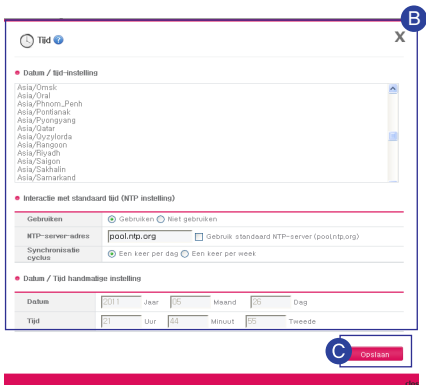 B
Tijd ?
X
Datum / tijd-instelling
Asia/Omsk
Asia/Oral
Asia/Phnom_Penh
Asia/Pontianak
Asia/Pyongyang
Asia/Qatar
Asia/Qyzylorda
Asia/Rangoon
Asia/Riyadh
Asia/Saigon
Asia/Sakhalin
Asia/Samarkand
Interactie met standaard tijd (NTP instelling)
Gebruiken Gebruiken Niet gebruiken
NTP-server-adres pool.ntp.org Gebruik standaard NTP-server (pool,ntp,org)
Synchronisatie cyclus Een keer per dag Een keer per week
Datum / Tijd handmatige instelling
Datum 2011 Jaar 05 Maand 26 Dag
Tijd 21 Uur 44 Minuut 55 Tweede
C
Opslaan